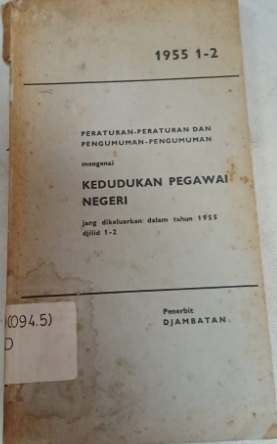 1955 1-2
PERATURAN-PERATURAN DAN
PENGUMUMAN-PENGUMUMAN
mengenai
KEDUDUKAN PEGAWAI
NEGERI
jang dikeluarkan dalam tahun 1955
djilid 1-2
(094.5)
Penerbit
DJAMBATAN